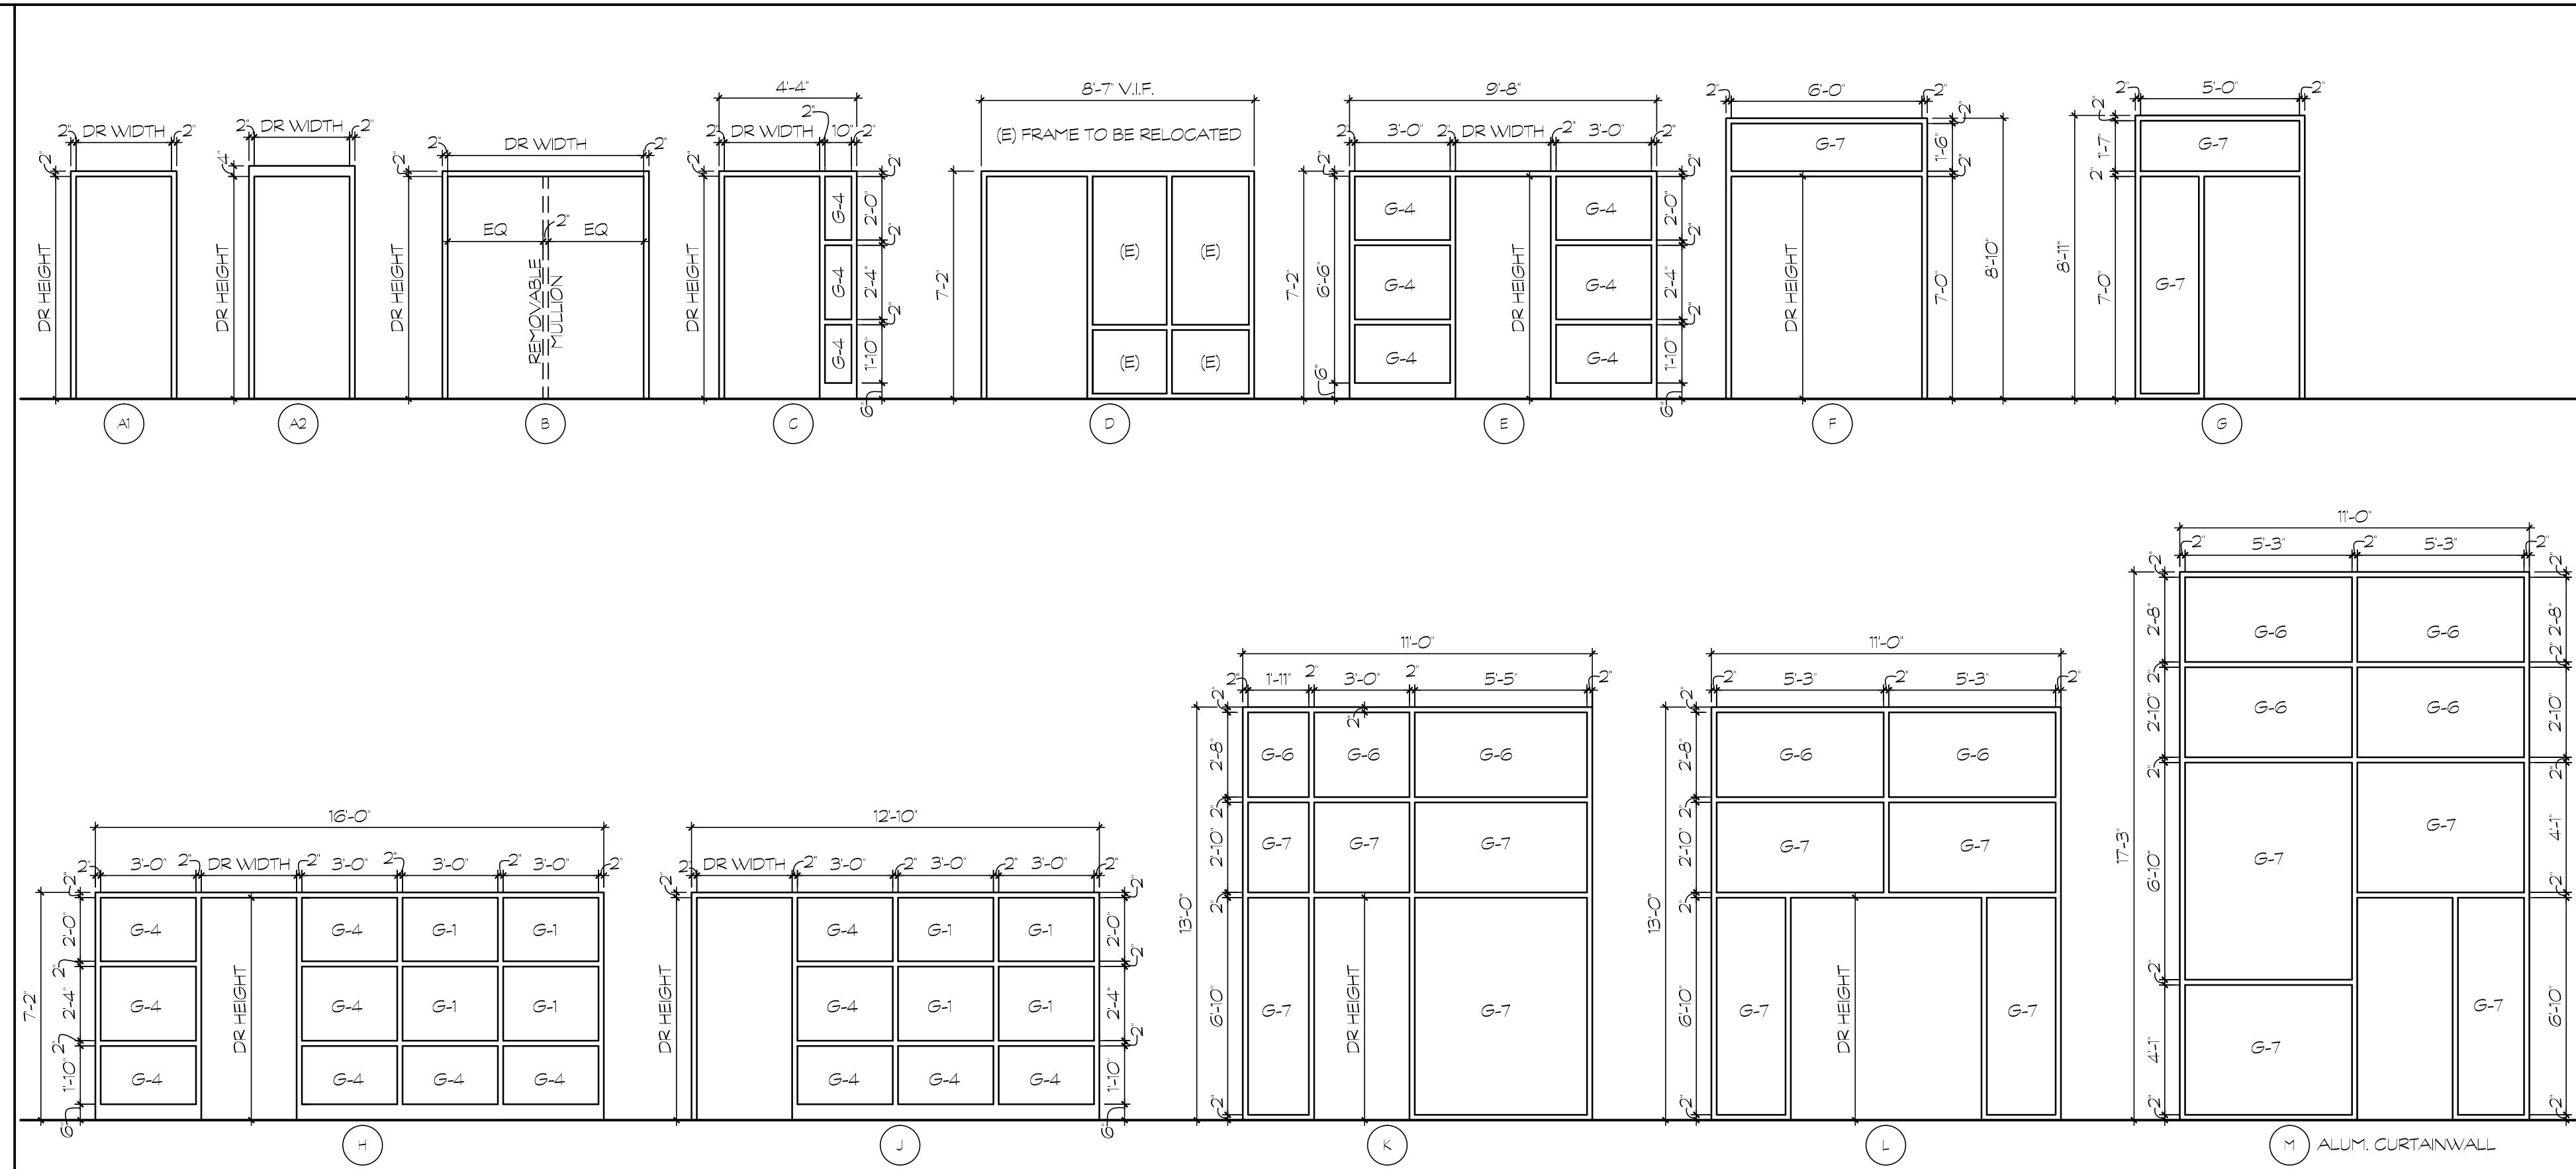 2" DR WIDTH 2"
2"
DR HEIGHT
A1
2" DR WIDTH 2"
4"
DR HEIGHT
A2
2" DR WIDTH 2"
2"
EQ 2" EQ
DR HEIGHT
REMOVABLE
MULLION
B
4'-4"
2"
2" DR WIDTH 10" 2"
2" 2"
G-4 2'-0"
2"
G-4 2'-4"
2"
G-4 1'-10"
6"
DR HEIGHT
C
8'-7" V.I.F.
(E) FRAME TO BE RELOCATED
7'-2"
(E) (E)
(E) (E)
D
9'-8"
2" 3'-0" 2" DR WIDTH 2" 3'-0" 2"
2" 2"
G-4 G-4 2'-0"
2"
7'-2" 6'-6" G-4 DR HEIGHT G-4 2'-4"
2"
G-4 G-4 1'-10"
6" 6"
E
2" 6'-0" 2"
2"
G-7 1'-6"
2"
DR HEIGHT 7'-0" 8'-10"
F
2" 5'-0" 2"
2"
1'-7" G-7
2"
8'-11" 7'-0" G-7
G
16'-0"
2" 3'-0" 2" DR WIDTH 2" 3'-0" 2" 3'-0" 2" 3'-0" 2"
2"
2'-0" G-4 G-4 G-1 G-1
2"
7'-2" 2'-4" G-4 DR HEIGHT G-4 G-1 G-1
2"
1'-10" G-4 G-4 G-4 G-4
6"
H
12'-10"
2" DR WIDTH 2" 3'-0" 2" 3'-0" 2" 3'-0" 2"
2" 2"
G-4 G-1 G-1 2'-0"
2"
DR HEIGHT G-4 G-1 G-1 2'-4"
2"
G-4 G-4 G-4 1'-10"
6"
J
11'-0"
2" 1'-11" 2" 3'-0" 2" 5'-5" 2"
2" 2"
2'-8" G-6 G-6 G-6
2"
2'-10" G-7 G-7 G-7
13'-0" 2"
6'-10" G-7 DR HEIGHT G-7
2"
K
11'-0"
2" 5'-3" 2" 5'-3" 2"
2"
2'-8" G-6 G-6
2"
2'-10" G-7 G-7
13'-0" 2"
6'-10" G-7 DR HEIGHT G-7
2"
L
11'-0"
2" 5'-3" 2" 5'-3" 2"
2" 2"
2'-8" G-6 G-6 2'-8"
2" 2"
2'-10" G-6 G-6 2'-10"
2" 2"
17'-3" 6'-10" G-7 G-7 4'-1"
2" 2"
4'-1" G-7 G-7 6'-10"
2" 2"
M ALUM. CURTAINWALL